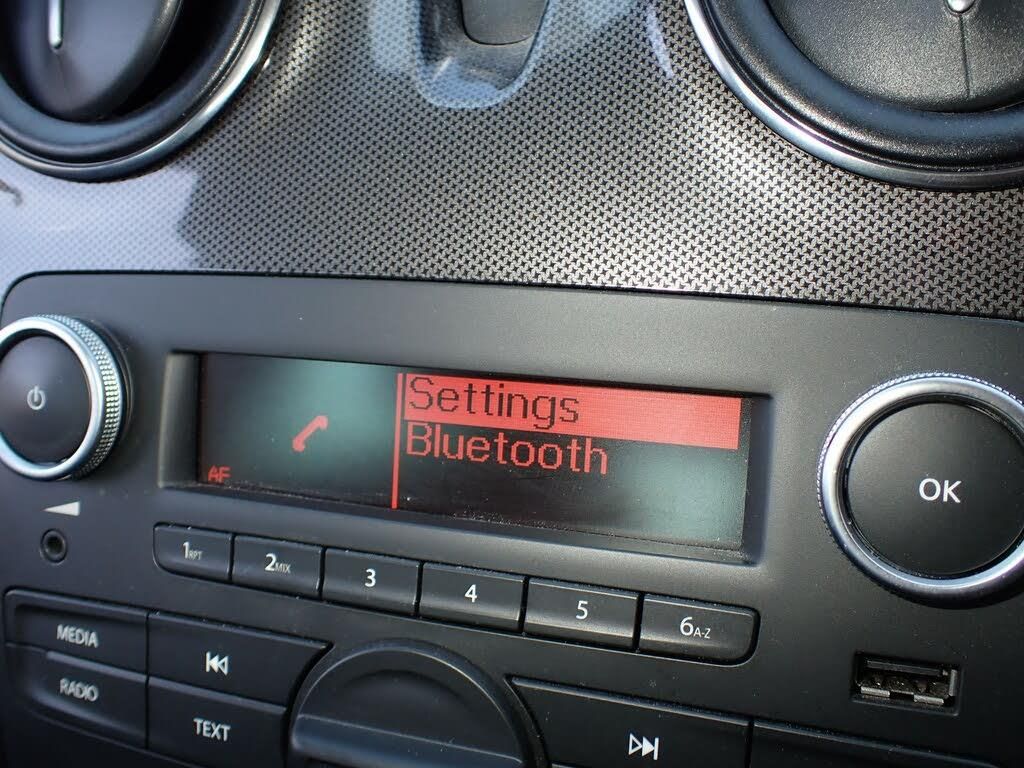 Settings
Bluetooth
AF
OK
1RPT
2MIX
3
4
5
6A-Z
MEDIA
RADIO
TEXT